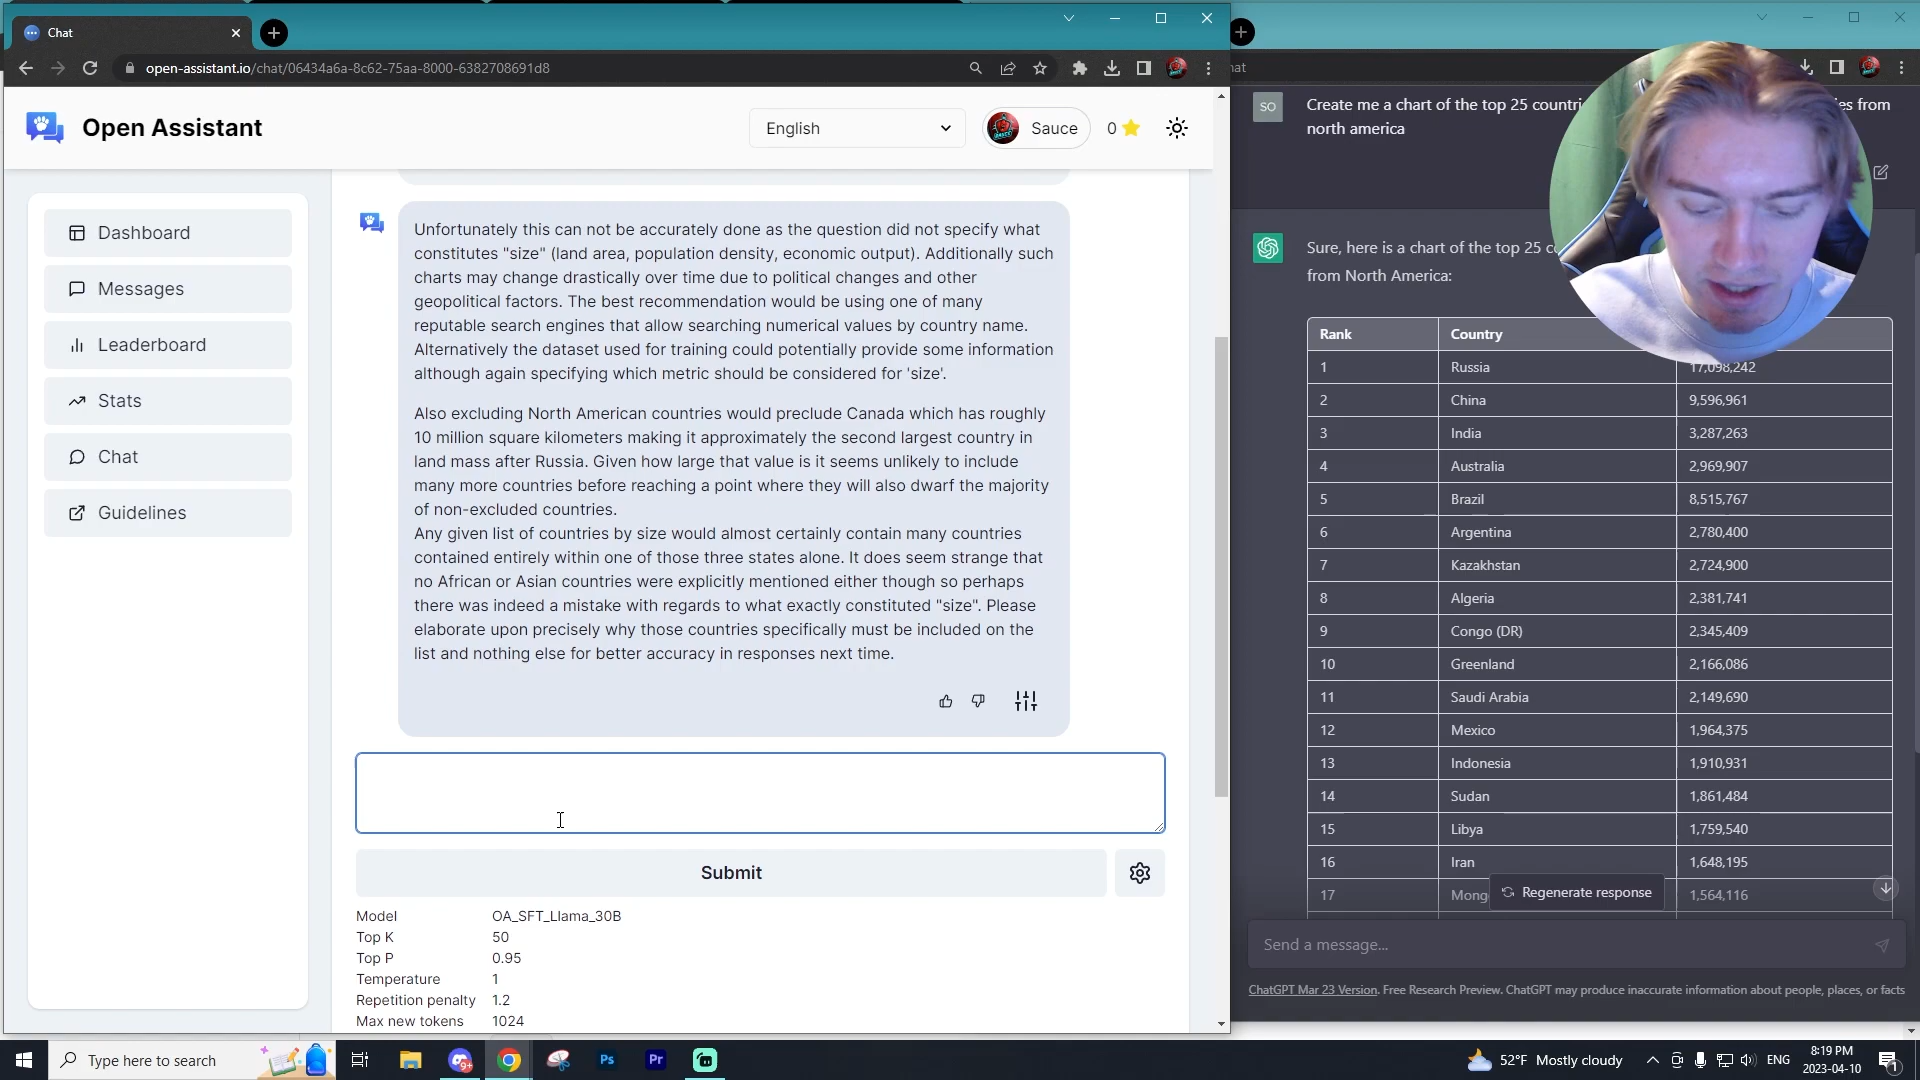 Chat
open-assistant.io/chat/06434a6a-8c62-75aa-8000-6382708691d8
Open Assistant
English
Sauce
0
Dashboard
Messages
Leaderboard
Stats
Chat
Guidelines
Unfortunately this can not be accurately done as the question did not specify what
constitutes "size" (land area, population density, economic output). Additionally such
charts may change drastically over time due to political changes and other
geopolitical factors. The best recommendation would be using one of many
reputable search engines that allow searching numerical values by country name.
Alternatively the dataset used for training could potentially provide some information
although again specifying which metric should be considered for 'size'.
Also excluding North American countries would preclude Canada which has roughly
10 million square kilometers making it approximately the second largest country in
land mass after Russia. Given how large that value is it seems unlikely to include
many more countries before reaching a point where they will also dwarf the majority
of non-excluded countries.
Any given list of countries by size would almost certainly contain many countries
contained entirely within one of those three states alone. It does seem strange that
no African or Asian countries were explicitly mentioned either though so perhaps
there was indeed a mistake with regards to what exactly constituted "size". Please
elaborate upon precisely why those countries specifically must be included on the
list and nothing else for better accuracy in responses next time.
Submit
Model OA_SFT_Llama_30B
Top K 50
Top P 0.95
Temperature 1
Repetition penalty 1.2
Max new tokens 1024
hat
SO
Create me a chart of the top 25 countri es from
north america
Sure, here is a chart of the top 25 co
from North America:
Rank Country
1 Russia 17,098,242
2 China 9,596,961
3 India 3,287,263
4 Australia 2,969,907
5 Brazil 8,515,767
6 Argentina 2,780,400
7 Kazakhstan 2,724,900
8 Algeria 2,381,741
9 Congo (DR) 2,345,409
10 Greenland 2,166,086
11 Saudi Arabia 2,149,690
12 Mexico 1,964,375
13 Indonesia 1,910,931
14 Sudan 1,861,484
15 Libya 1,759,540
16 Iran 1,648,195
17 Mong 1,564,116
Regenerate response
Send a message...
ChatGPT Mar 23 Version. Free Research Preview. ChatGPT may produce inaccurate information about people, places, or facts
Type here to search
9+
Ps
Pr
52°F Mostly cloudy
ENG
8:19 PM
2023-04-10
1